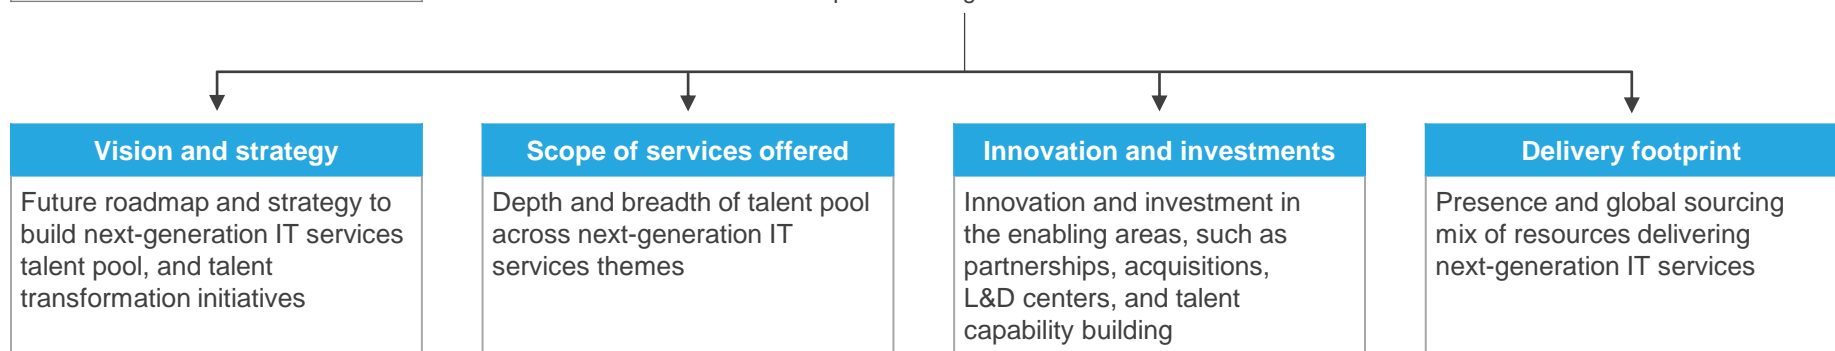 Vision and strategy
Future roadmap and strategy to
build next-generation IT services
talent pool, and talent
transformation initiatives
Scope of services offered
Depth and breadth of talent pool
across next-generation IT
services themes
Innovation and investments
Innovation and investment in
the enabling areas, such as
partnerships, acquisitions,
L&D centers, and talent
capability building
Delivery footprint
Presence and global sourcing
mix of resources delivering
next-generation IT services